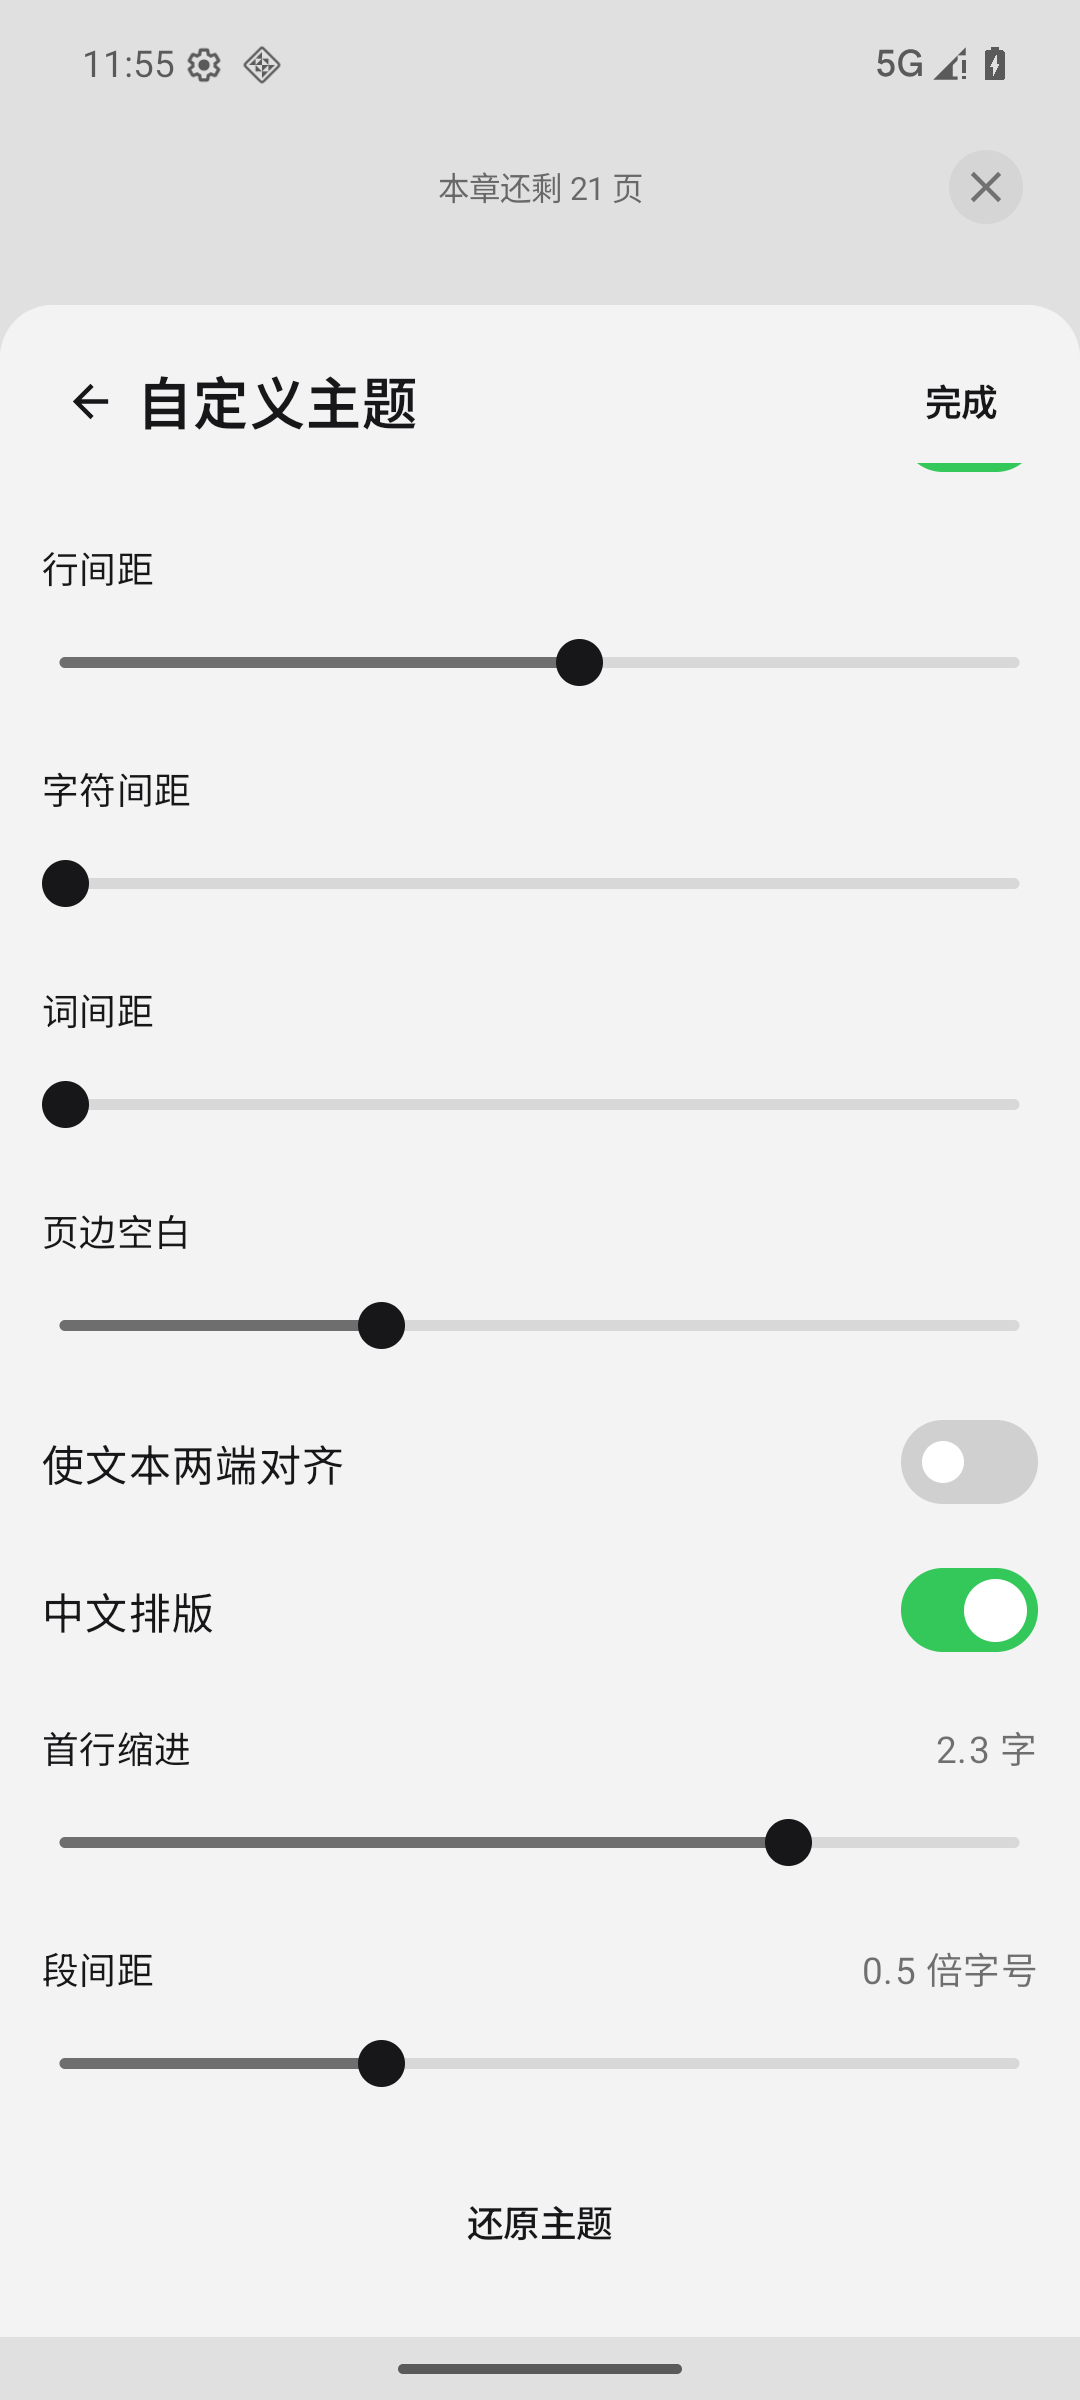 11:55
5G
本章还剩 21 页
自定义主题
完成
行间距
字符间距
词间距
页边空白
使文本两端对齐
中文排版
首行缩进
2.3 字
段间距
0.5 倍字号
还原主题